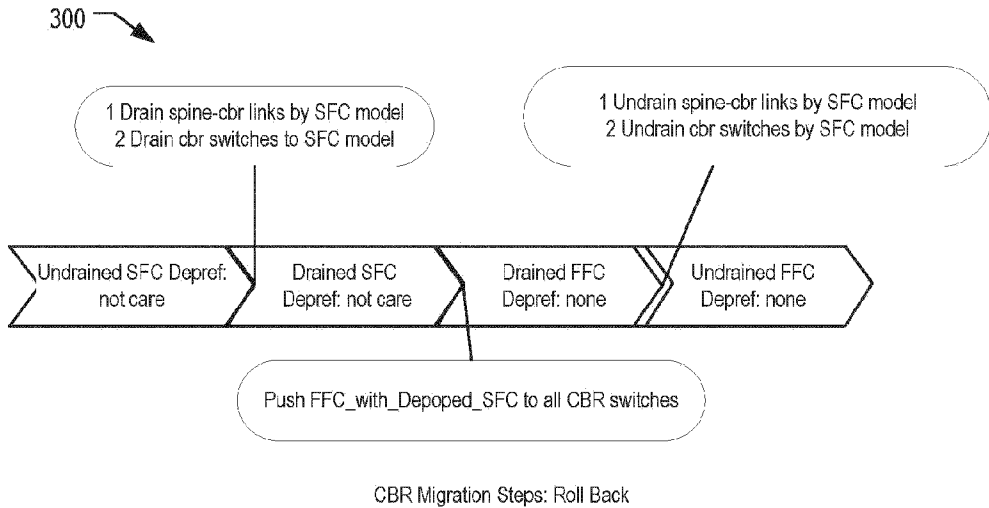 300
1 Drain spine-cbr links by SFC model
2 Drain cbr switches to SFC model
1 Undrain spine-cbr links by SFC model
2 Undrain cbr switches by SFC model
Undrained SFC Depref:
not care
Drained SFC
Depref: not care
Drained FFC
Depref: none
Undrained FFC
Depref: none
Push FFC_with_Depoped_SFC to all CBR switches
CBR Migration Steps: Roll Back